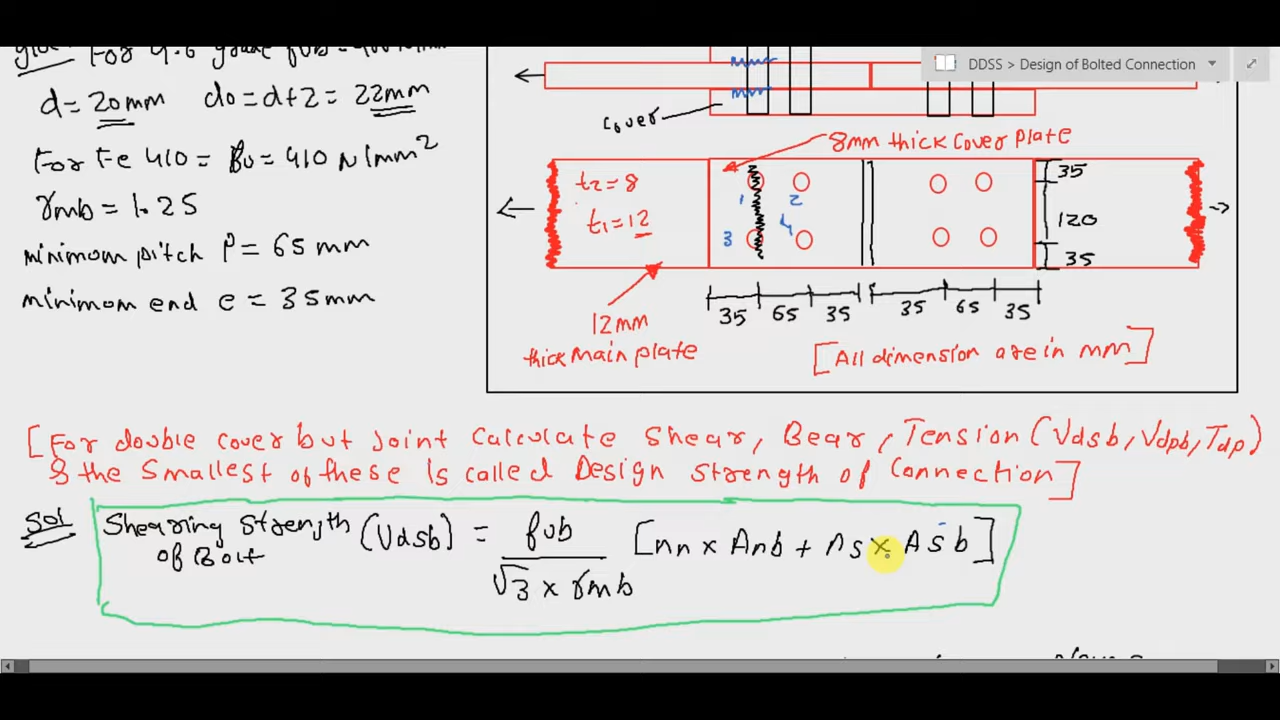 For 4.6 grade fub = 400 N/mm²
DDSS > Design of Bolted Connection
d = 20mm do = d+2 = 22mm
cover
For Fe 410 = fu = 410 N/mm²
8mm thick Cover plate
γmb = 1.25
t2 = 8
t1 = 12
1 2
3 4
35
120
35
minimum pitch P = 65 mm
minimum end e = 35mm
35 65 35 35 65 35
12mm
thick Main plate
[All dimension are in mm]
[For double cover but Joint Calculate Shear, Bear, Tension (Vdsb, Vdpb, Tdp)
& the Smallest of these Is called Design Strength of Connection]
Sol
Shearing Strength of Bolt (Vdsb) = fub / √3 × γmb [nn × Anb + ns × Asb]